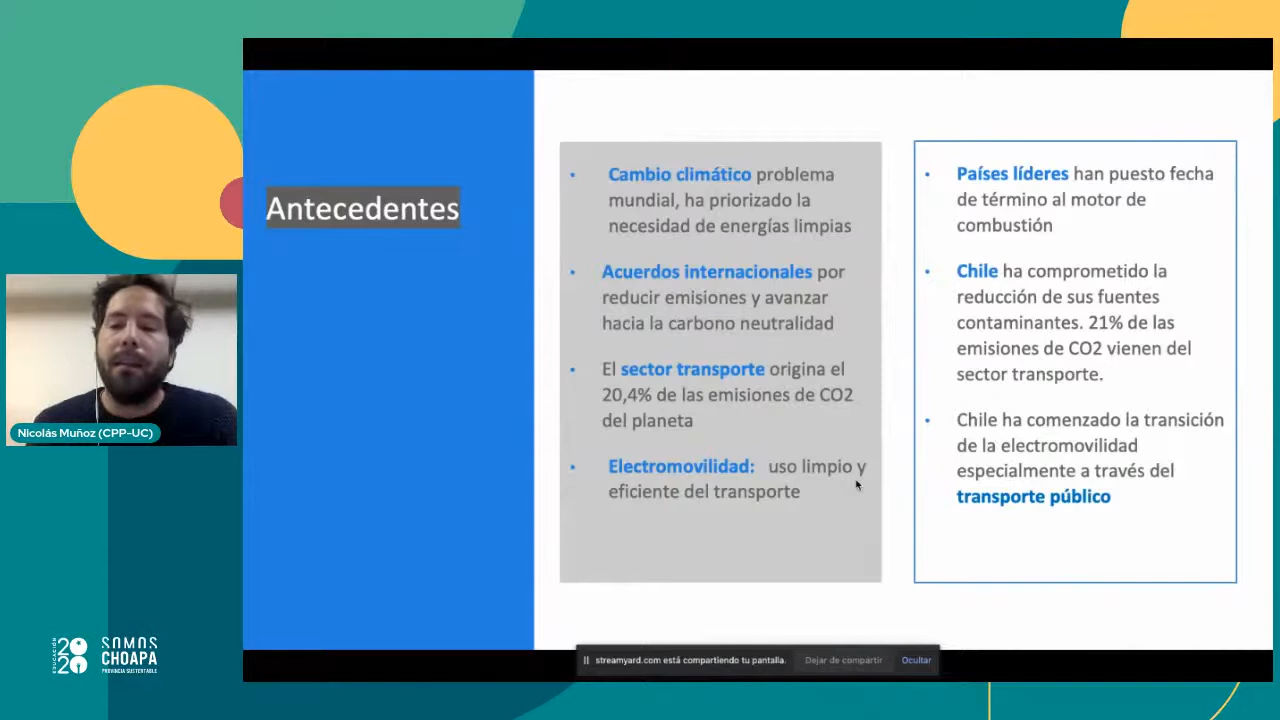 Antecedentes
Cambio climático problema
mundial, ha priorizado la
necesidad de energías limpias
Acuerdos internacionales por
reducir emisiones y avanzar
hacia la carbono neutralidad
El sector transporte origina el
20,4% de las emisiones de CO2
del planeta
Electromovilidad: uso limpio y
eficiente del transporte
Países líderes han puesto fecha
de término al motor de
combustión
Chile ha comprometido la
reducción de sus fuentes
contaminantes. 21% de las
emisiones de CO2 vienen del
sector transporte.
Chile ha comenzado la transición
de la electromovilidad
especialmente a través del
transporte público
Nicolás Muñoz (CPP-UC)
EDUCACIÓN
20
20
SOMOS
CHOAPA
PROVINCIA SUSTENTABLE
streamyard.com está compartiendo tu pantalla.
Dejar de compartir
Ocultar